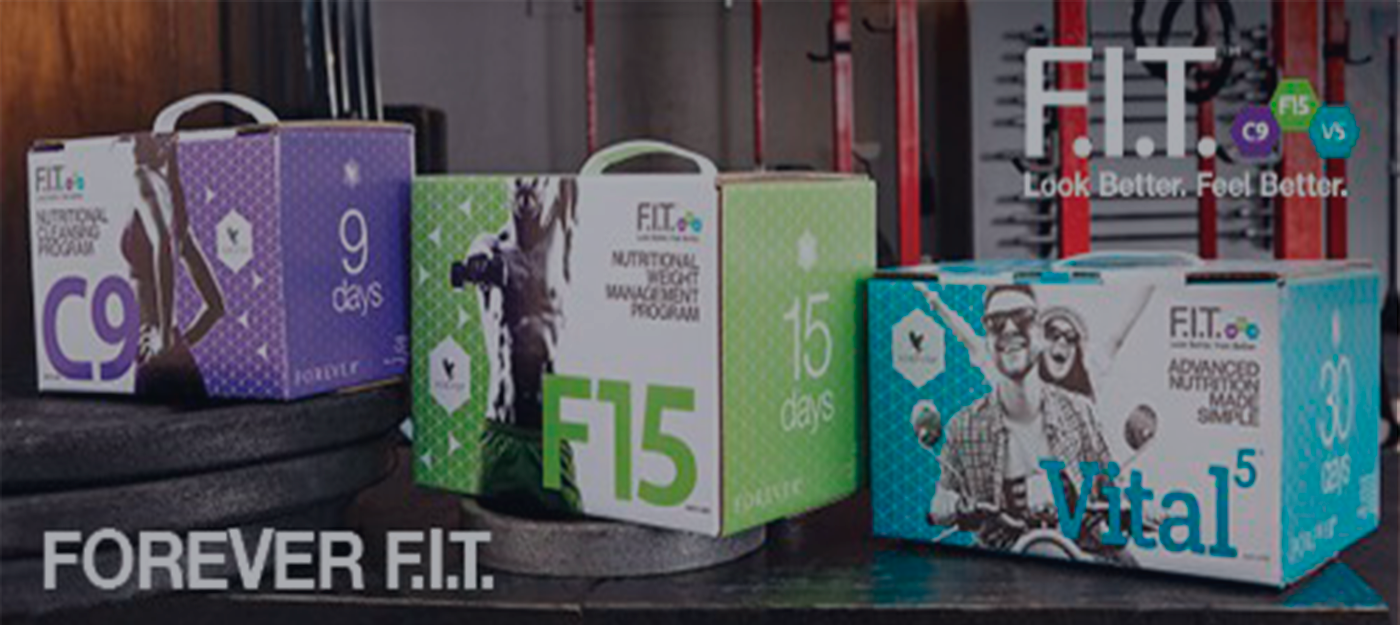 F.I.T.™
C9
F15
V5
Look Better. Feel Better.
F.I.T.
NUTRITIONAL
CLEANSING
PROGRAM
C9
9
days
FOREVER
F.I.T.
NUTRITIONAL
WEIGHT
MANAGEMENT
PROGRAM
F15
15
days
FOREVER
F.I.T.
ADVANCED
NUTRITION
MADE
SIMPLE
Vital5
30
days
FOREVER F.I.T.